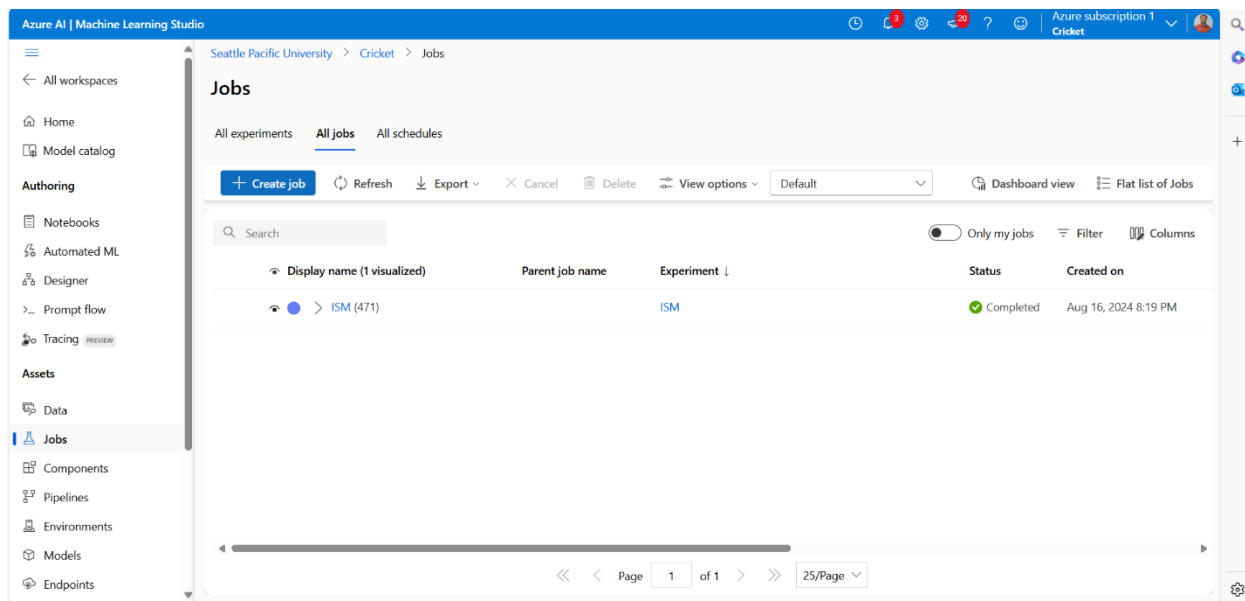 Azure AI | Machine Learning Studio
3
20
?
Azure subscription 1
Cricket
All workspaces
Home
Model catalog
Authoring
Notebooks
Automated ML
Designer
Prompt flow
Tracing PREVIEW
Assets
Data
Jobs
Components
Pipelines
Environments
Models
Endpoints
Seattle Pacific University > Cricket > Jobs
Jobs
All experiments All jobs All schedules
+ Create job Refresh Export Cancel Delete View options Default Dashboard view Flat list of Jobs
Search Only my jobs Filter Columns
Display name (1 visualized) Parent job name Experiment ↓ Status Created on
ISM (471) ISM Completed Aug 16, 2024 8:19 PM
Page 1 of 1 25/Page